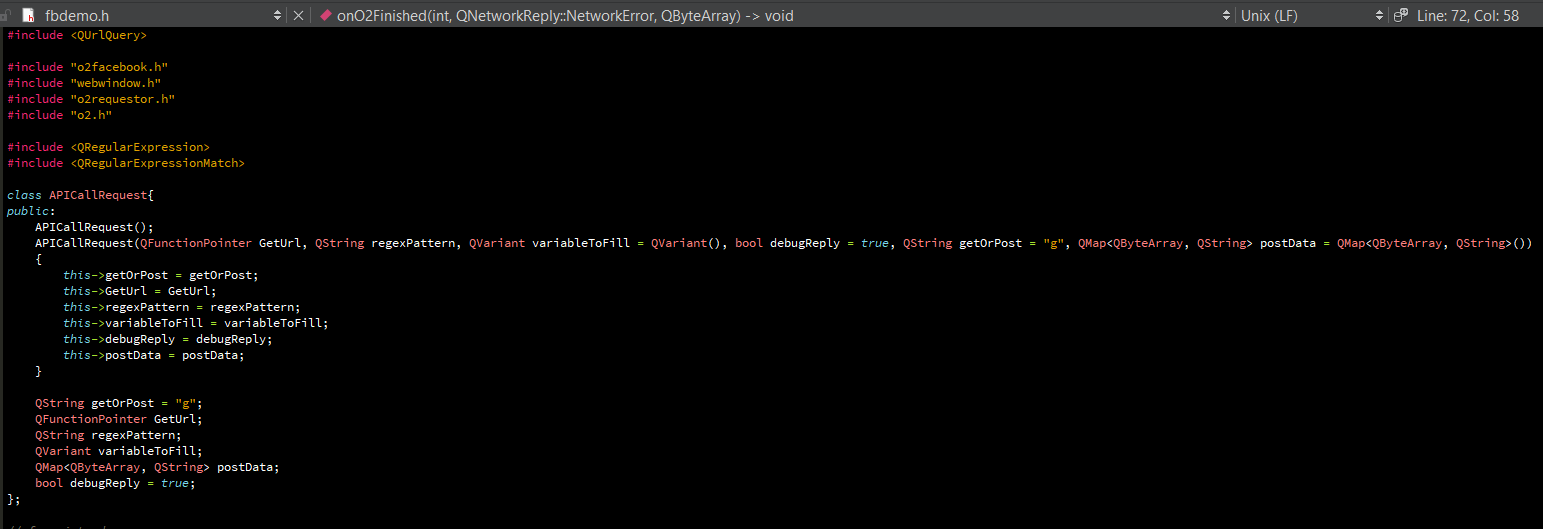 fbdemo.h onO2Finished(int, QNetworkReply::NetworkError, QByteArray) -> void Unix (LF) Line: 72, Col: 58
#include <QUrlQuery>
#include "o2facebook.h"
#include "webwindow.h"
#include "o2requestor.h"
#include "o2.h"
#include <QRegularExpression>
#include <QRegularExpressionMatch>
class APICallRequest{
public:
    APICallRequest();
    APICallRequest(QFunctionPointer GetUrl, QString regexPattern, QVariant variableToFill = QVariant(), bool debugReply = true, QString getOrPost = "g", QMap<QByteArray, QString> postData = QMap<QByteArray, QString>())
    {
        this->getOrPost = getOrPost;
        this->GetUrl = GetUrl;
        this->regexPattern = regexPattern;
        this->variableToFill = variableToFill;
        this->debugReply = debugReply;
        this->postData = postData;
    }
    QString getOrPost = "g";
    QFunctionPointer GetUrl;
    QString regexPattern;
    QVariant variableToFill;
    QMap<QByteArray, QString> postData;
    bool debugReply = true;
};